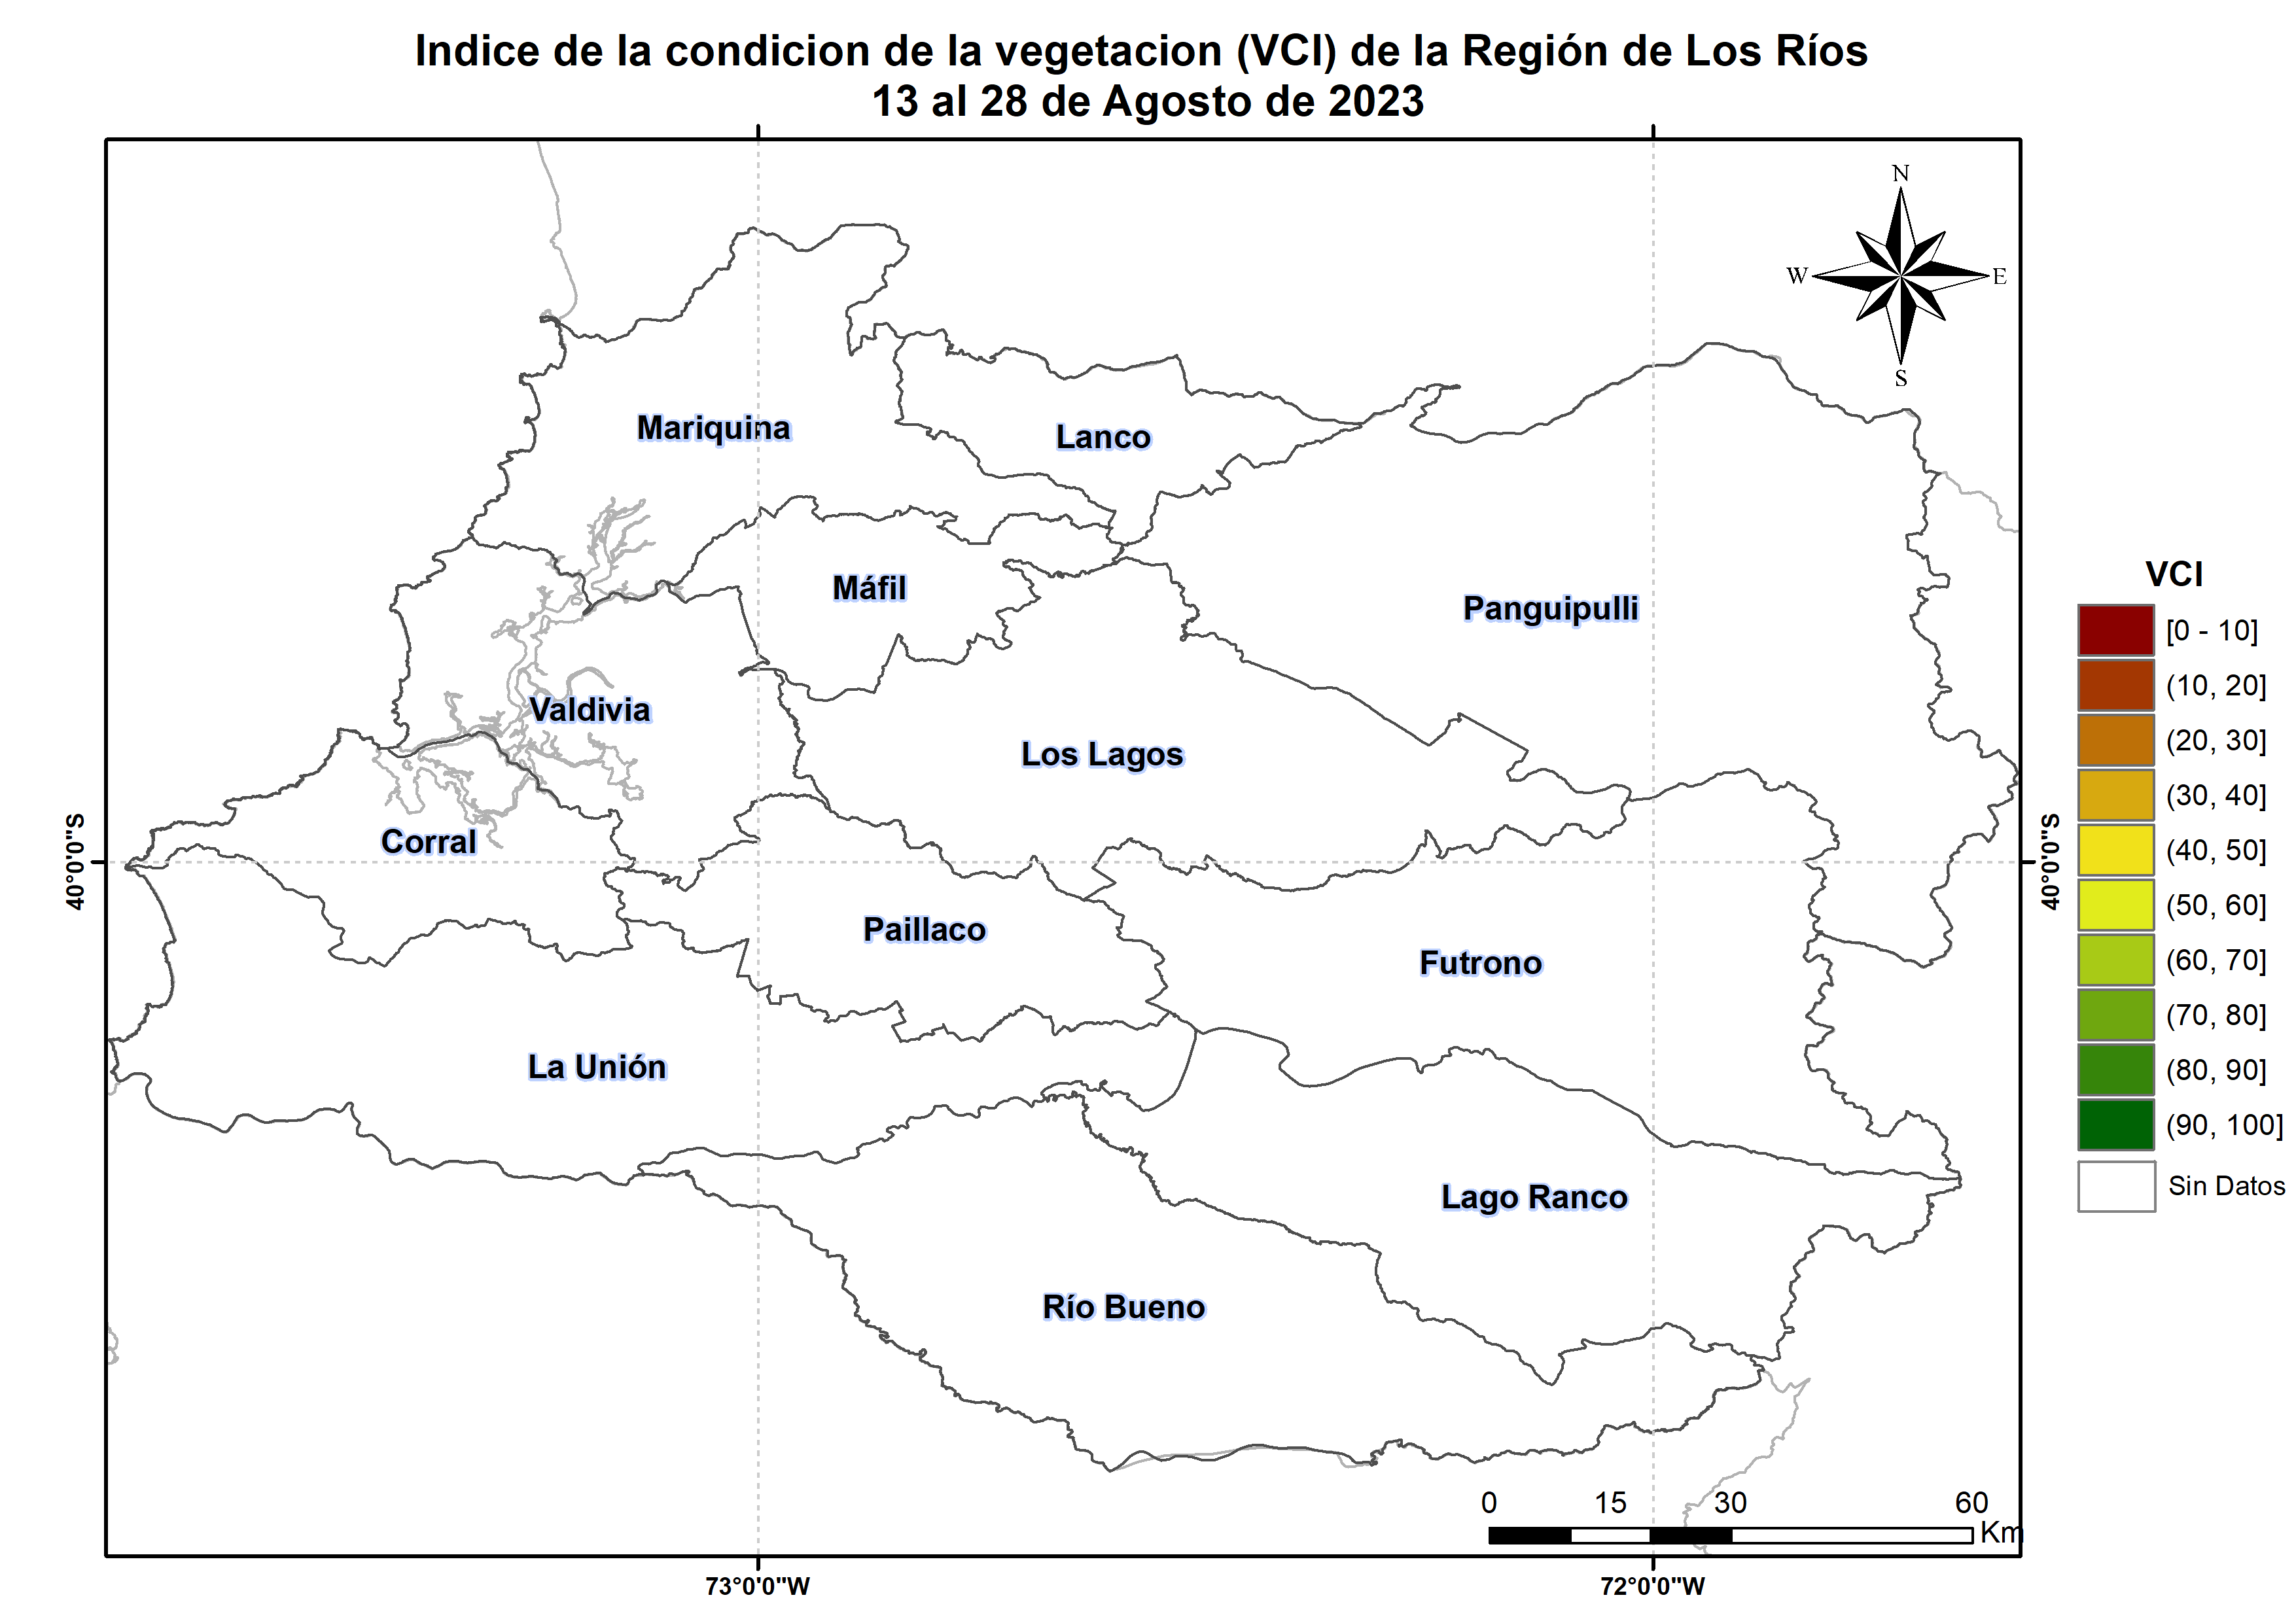 Indice de la condicion de la vegetacion (VCI) de la Región de Los Ríos
13 al 28 de Agosto de 2023
N
W
E
S
Mariquina
Lanco
Máfil
Panguipulli
Valdivia
Los Lagos
Corral
Paillaco
Futrono
La Unión
Lago Ranco
Río Bueno
40°0'0"S
40°0'0"S
VCI
[0 - 10]
(10, 20]
(20, 30]
(30, 40]
(40, 50]
(50, 60]
(60, 70]
(70, 80]
(80, 90]
(90, 100]
Sin Datos
0 15 30 60
Km
73°0'0"W
72°0'0"W